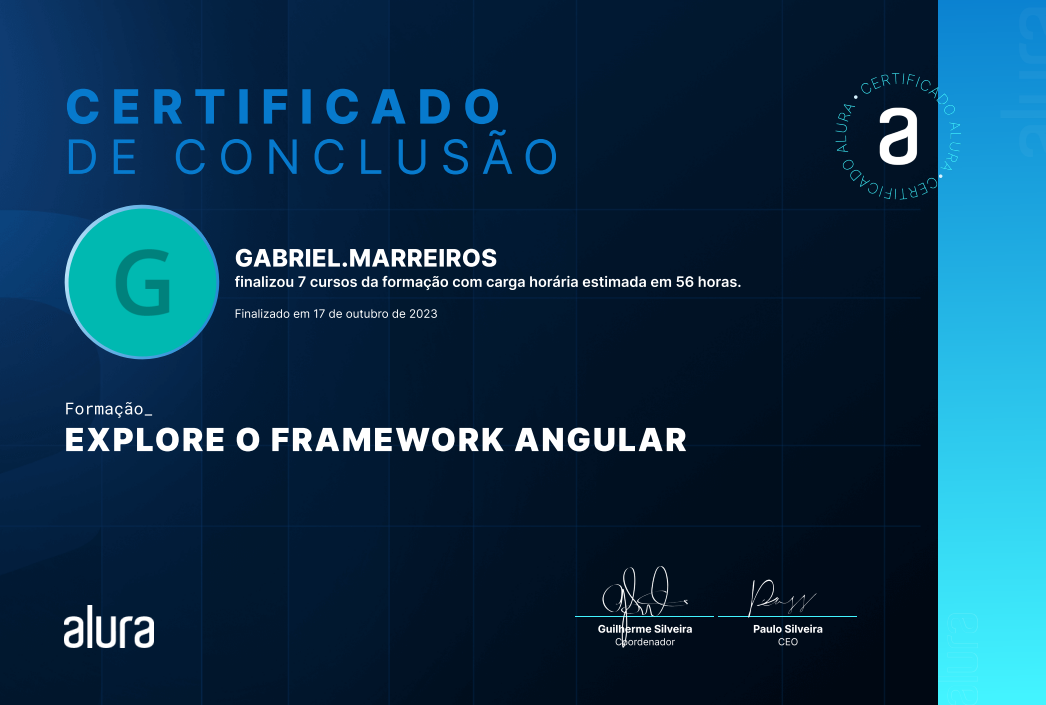 CERTIFICADO
DE CONCLUSÃO
CERTIFICADO ALURA • CERTIFICADO ALURA •
a
G
GABRIEL.MARREIROS
finalizou 7 cursos da formação com carga horária estimada em 56 horas.
Finalizado em 17 de outubro de 2023
Formação_
EXPLORE O FRAMEWORK ANGULAR
alura
Guilherme Silveira
Coordenador
Paulo Silveira
CEO
alura